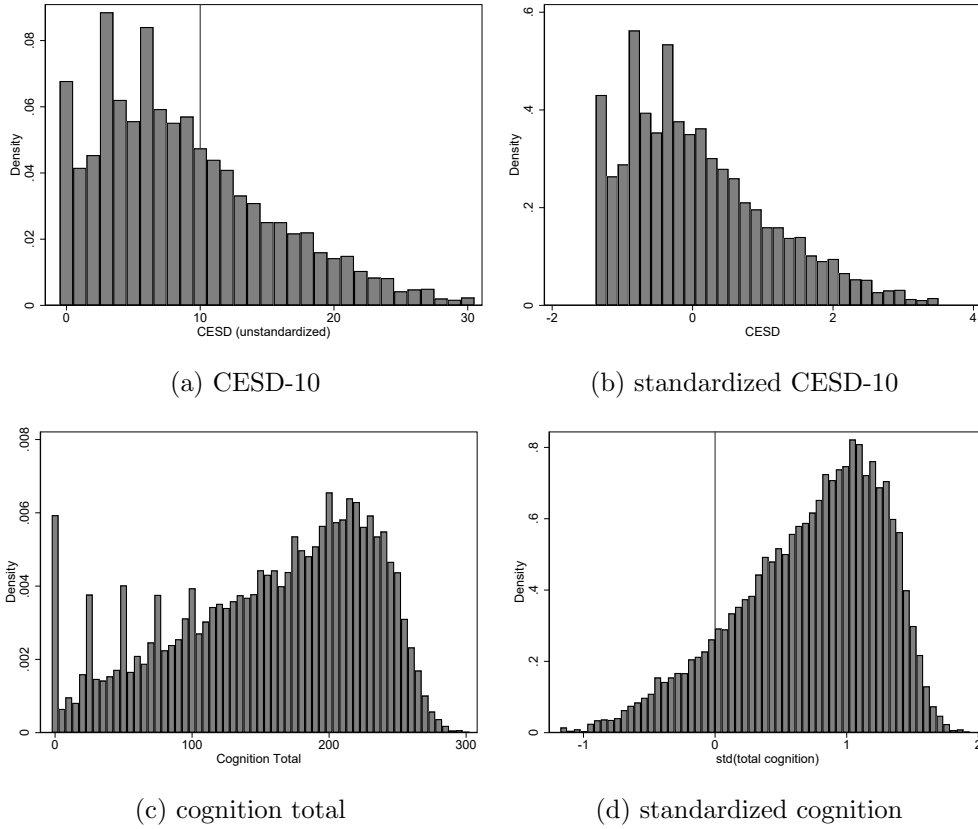 Density
0 .02 .04 .06 .08
0 10 20 30
CESD (unstandardized)
(a) CESD-10
Density
0 .2 .4 .6
-2 0 2 4
CESD
(b) standardized CESD-10
Density
0 .002 .004 .006 .008
0 100 200 300
Cognition Total
(c) cognition total
Density
0 .2 .4 .6 .8
-1 0 1 2
std(total cognition)
(d) standardized cognition